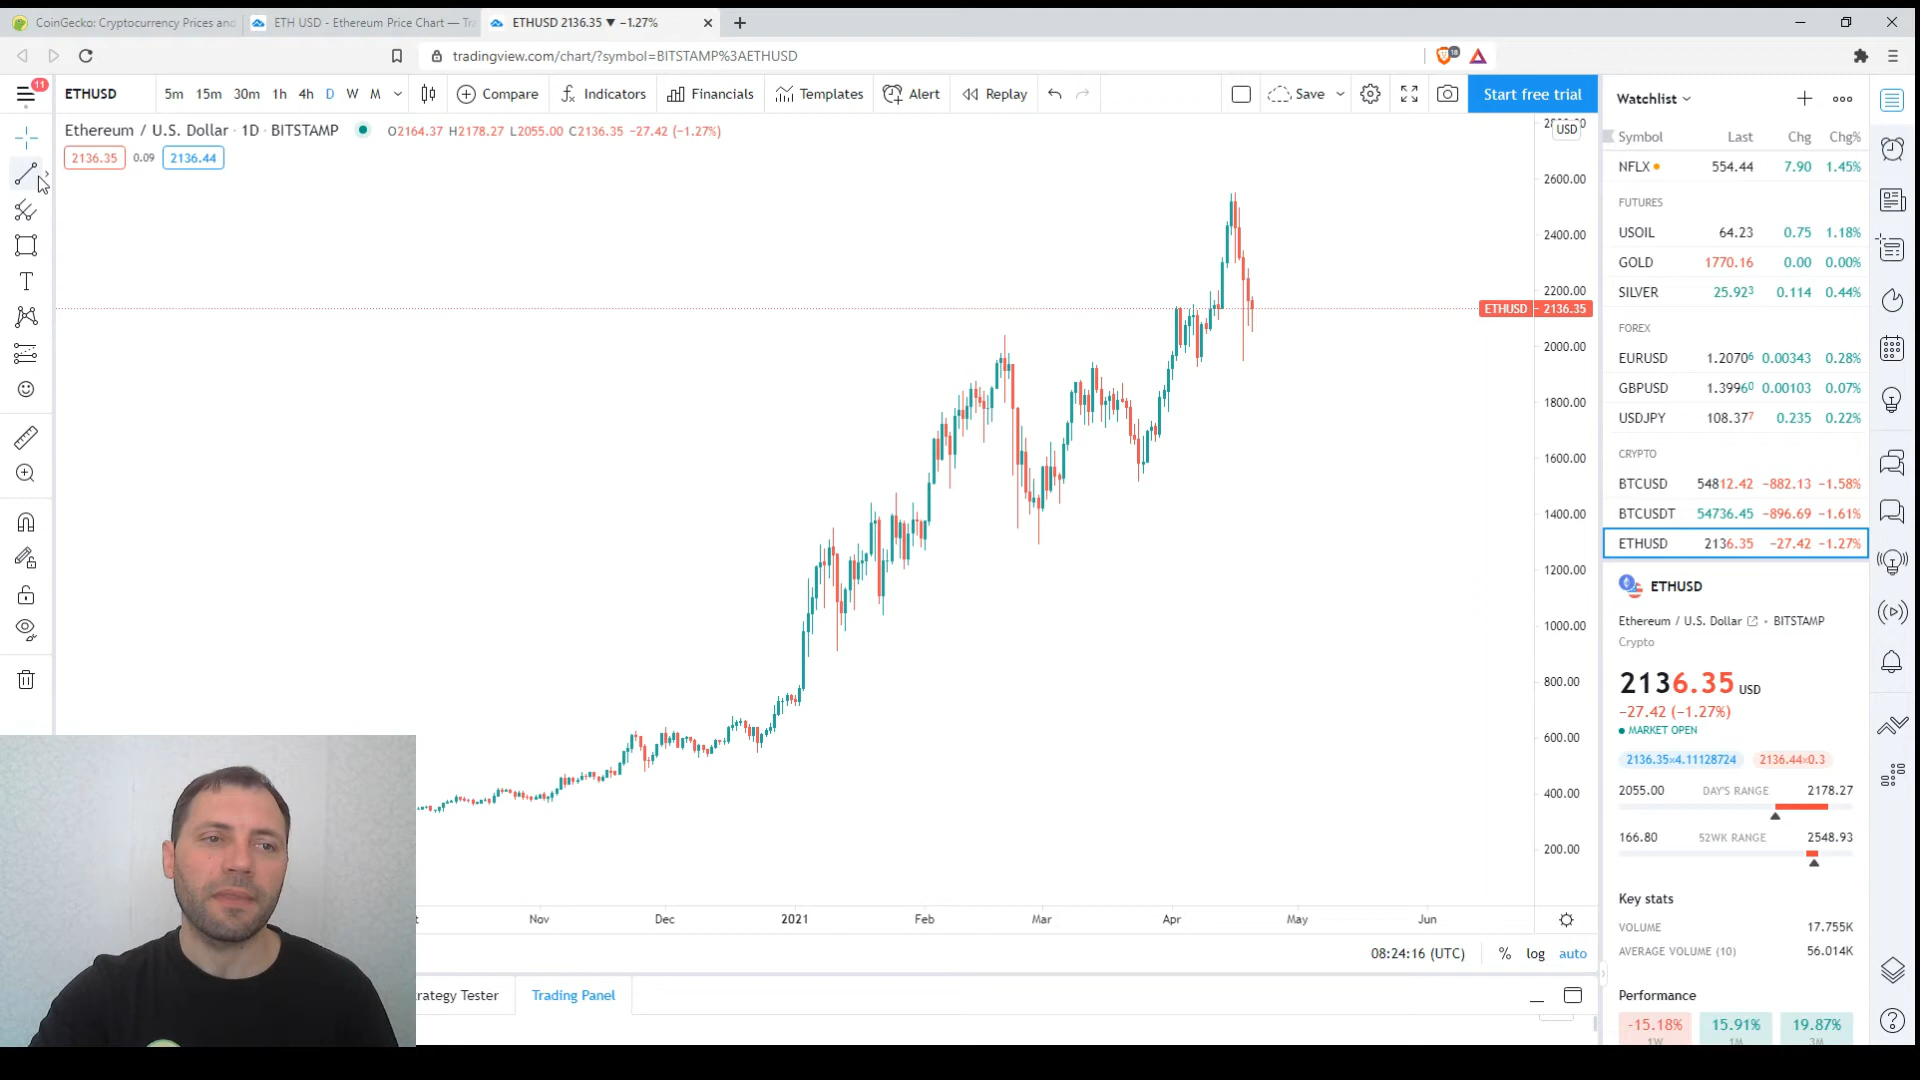 CoinGecko: Cryptocurrency Prices and
ETH USD - Ethereum Price Chart — Tra
ETHUSD 2136.35 ▼ −1.27%
tradingview.com/chart/?symbol=BITSTAMP%3AETHUSD
18
11
ETHUSD 5m 15m 30m 1h 4h D W M Compare Indicators Financials Templates Alert Replay Save Start free trial
Ethereum / U.S. Dollar · 1D · BITSTAMP O2164.37 H2178.27 L2055.00 C2136.35 −27.42 (−1.27%)
2136.35 0.09 2136.44
USD
2600.00
2400.00
2200.00
ETHUSD 2136.35
2000.00
1800.00
1600.00
1400.00
1200.00
1000.00
800.00
600.00
400.00
200.00
Nov Dec 2021 Feb Mar Apr May Jun
08:24:16 (UTC) % log auto
rategy Tester Trading Panel
Watchlist
Symbol Last Chg Chg%
NFLX 554.44 7.90 1.45%
FUTURES
USOIL 64.23 0.75 1.18%
GOLD 1770.16 0.00 0.00%
SILVER 25.923 0.114 0.44%
FOREX
EURUSD 1.20706 0.00343 0.28%
GBPUSD 1.39960 0.00103 0.07%
USDJPY 108.377 0.235 0.22%
CRYPTO
BTCUSD 54812.42 −882.13 −1.58%
BTCUSDT 54736.45 −896.69 −1.61%
ETHUSD 2136.35 −27.42 −1.27%
ETHUSD
Ethereum / U.S. Dollar • BITSTAMP
Crypto
2136.35 USD
−27.42 (−1.27%)
MARKET OPEN
2136.35×4.11128724 2136.44×0.3
2055.00 DAY'S RANGE 2178.27
166.80 52WK RANGE 2548.93
Key stats
VOLUME 17.755K
AVERAGE VOLUME (10) 56.014K
Performance
-15.18% 15.91% 19.87%
1W 1M 3M